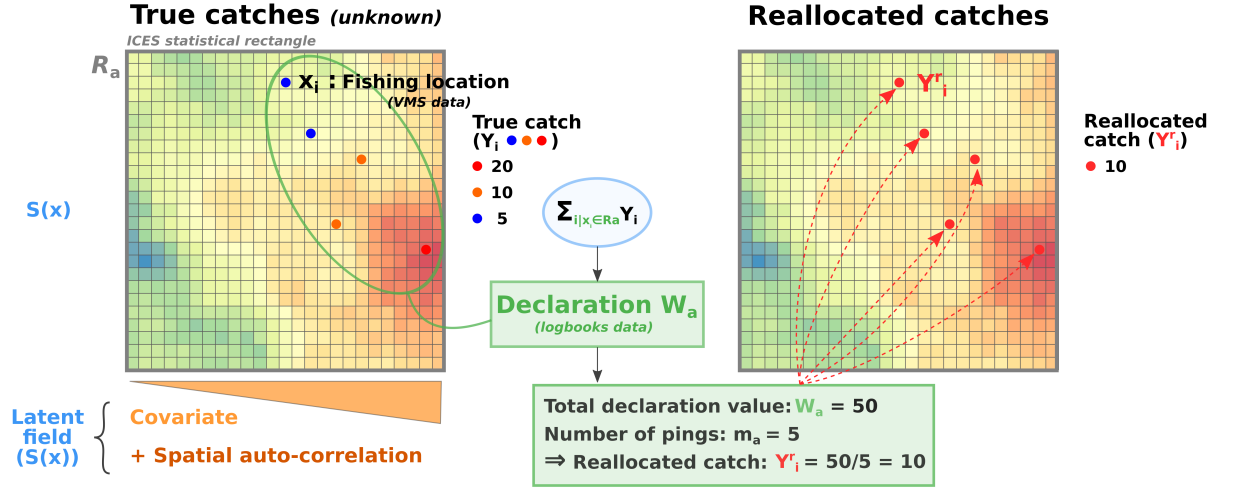 True catches (unknown)
ICES statistical rectangle
Ra
xi : Fishing location
(VMS data)
True catch
(Yi )
20
10
5
S(x)
Σi|xi∈RaYi
Declaration Wa
(logbooks data)
Total declaration value: Wa = 50
Number of pings: ma = 5
⇒ Reallocated catch: Yri = 50/5 = 10
Latent
field
(S(x))
Covariate
+ Spatial auto-correlation
Reallocated catches
Yri
Reallocated
catch (Yri)
10